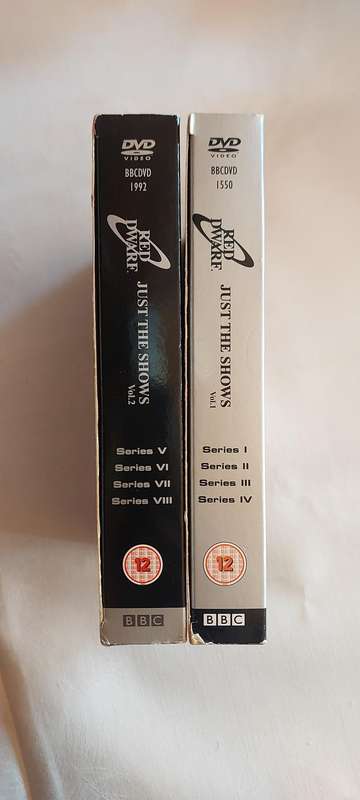 DVD
VIDEO
BBCDVD
1992
RED
DWARF
JUST THE SHOWS
Vol.2
Series V
Series VI
Series VII
Series VIII
12
BBC
DVD
VIDEO
BBCDVD
1550
RED
DWARF
JUST THE SHOWS
Vol.1
Series I
Series II
Series III
Series IV
12
BBC